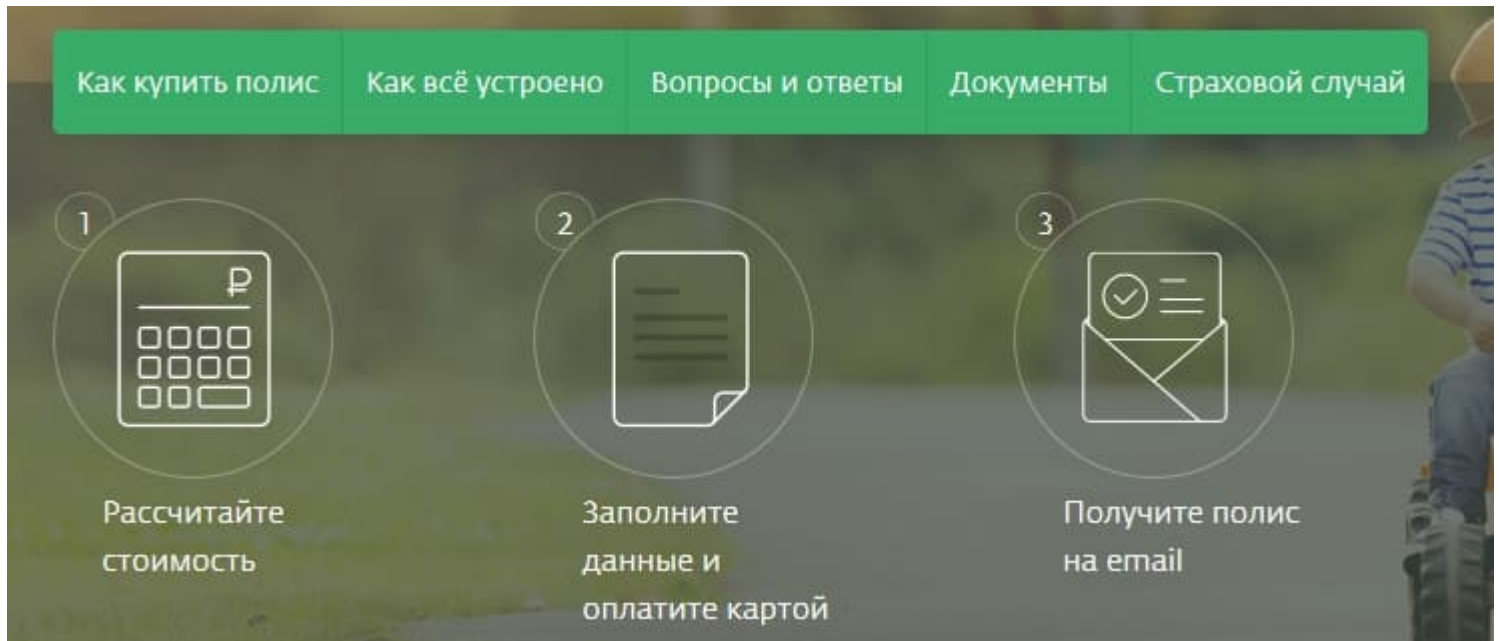 Как купить полис Как всё устроено Вопросы и ответы Документы Страховой случай
1 2 3
₽
Рассчитайте
стоимость
Заполните
данные и
оплатите картой
Получите полис
на email